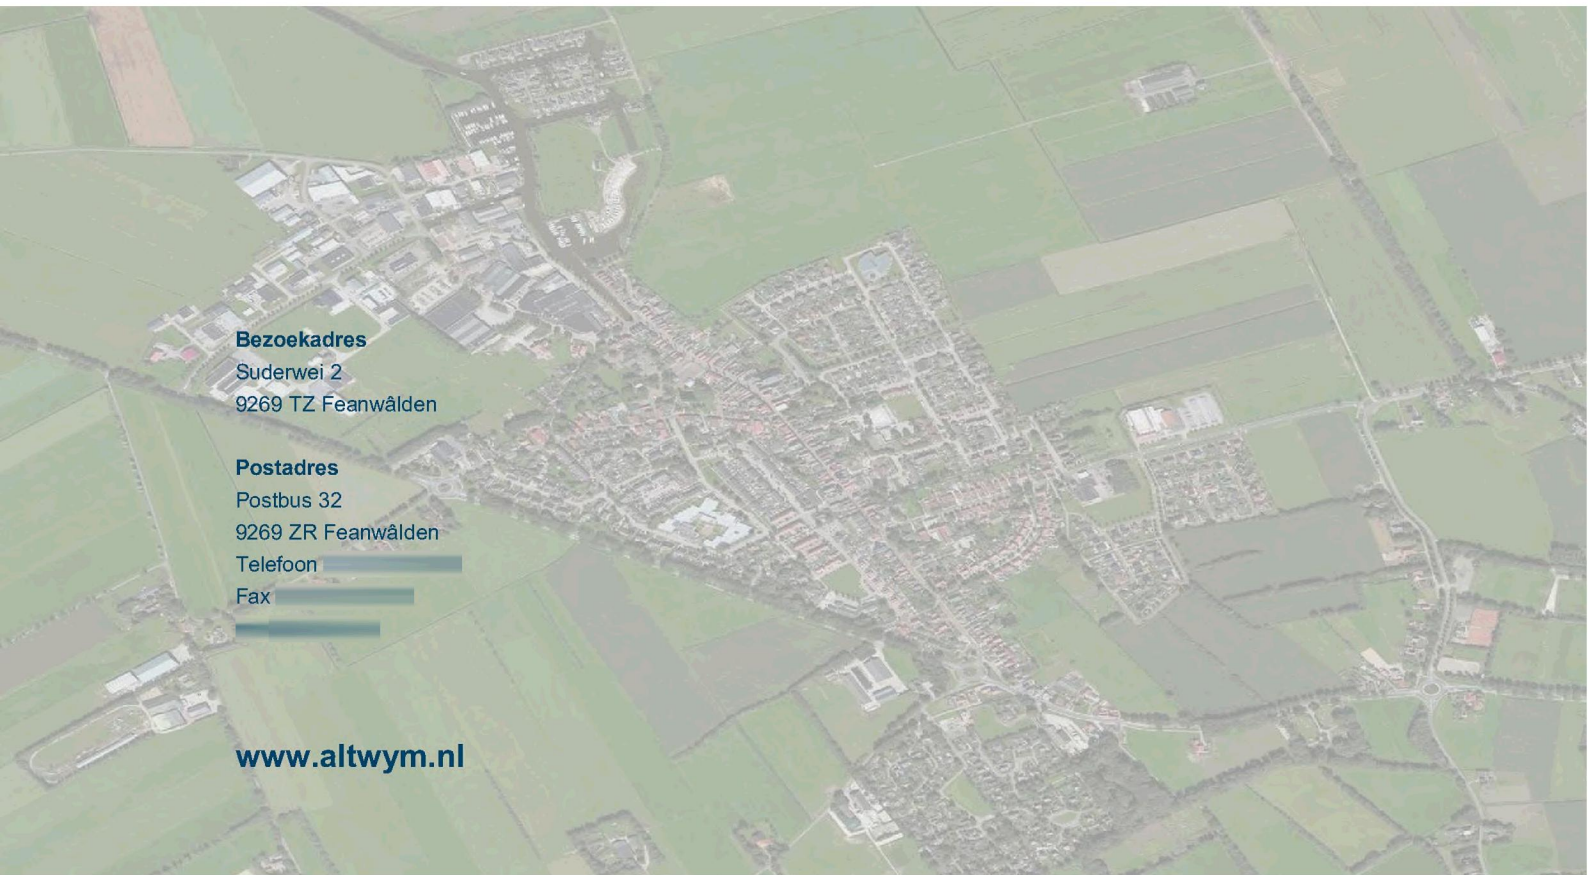 Bezoekadres
Suderwei 2
9269 TZ Feanwâlden
Postadres
Postbus 32
9269 ZR Feanwâlden
Telefoon
Fax
www.altwym.nl